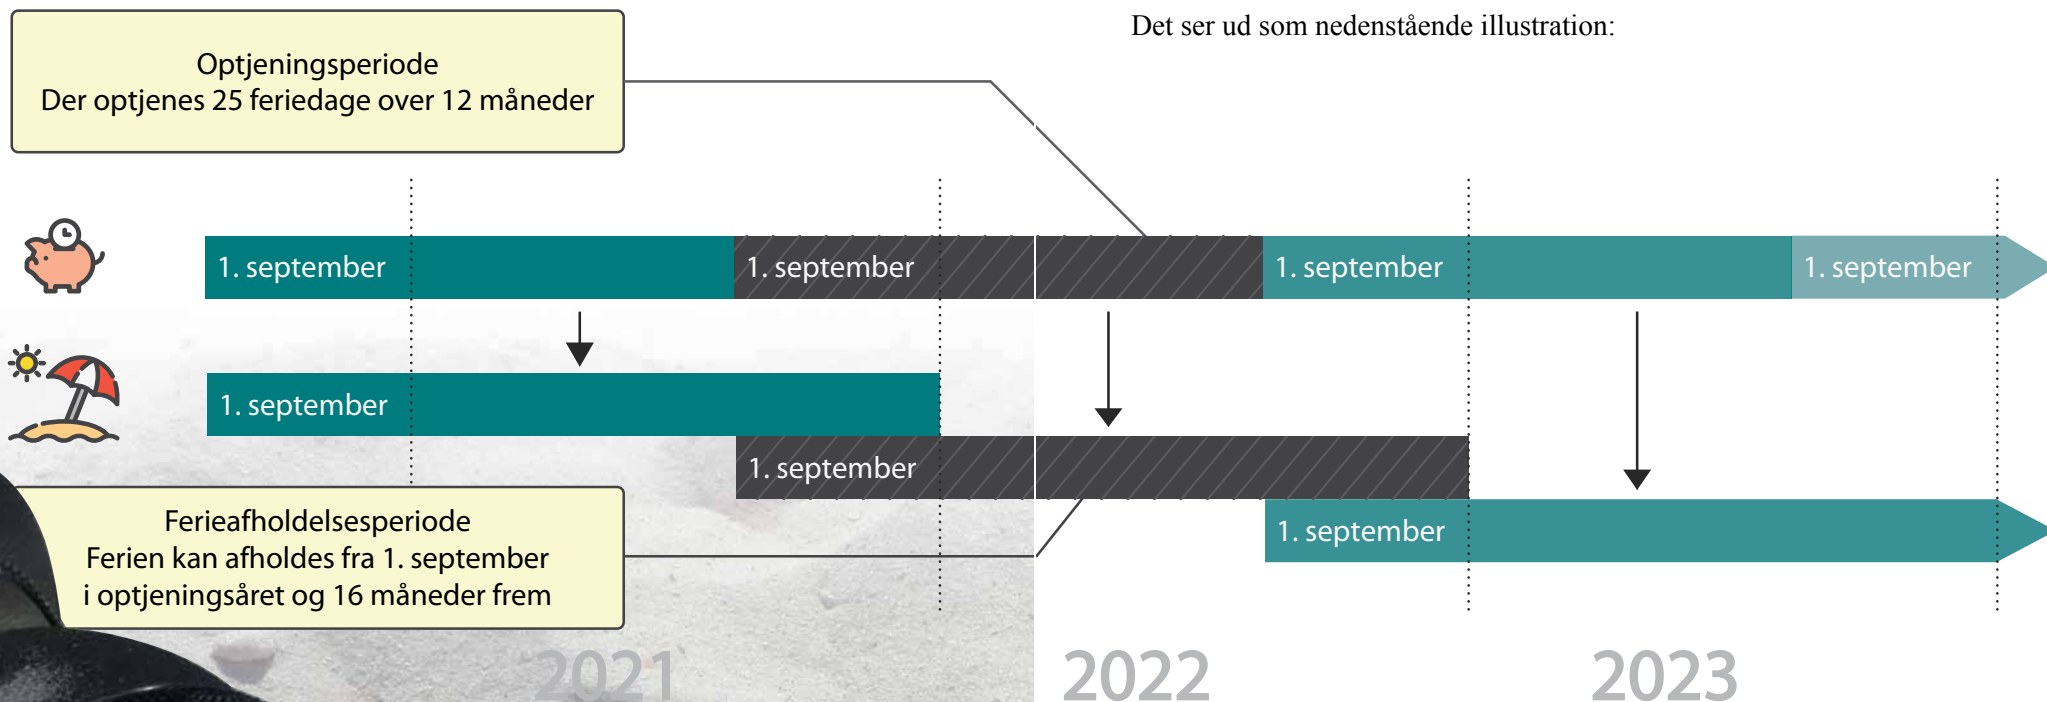 Det ser ud som nedenstående illustration:
Optjeningsperiode
Der optjenes 25 feriedage over 12 måneder
1. september
1. september
1. september
1. september
1. september
1. september
1. september
Ferieafholdelsesperiode
Ferien kan afholdes fra 1. september
i optjeningsåret og 16 måneder frem
2021
2022
2023